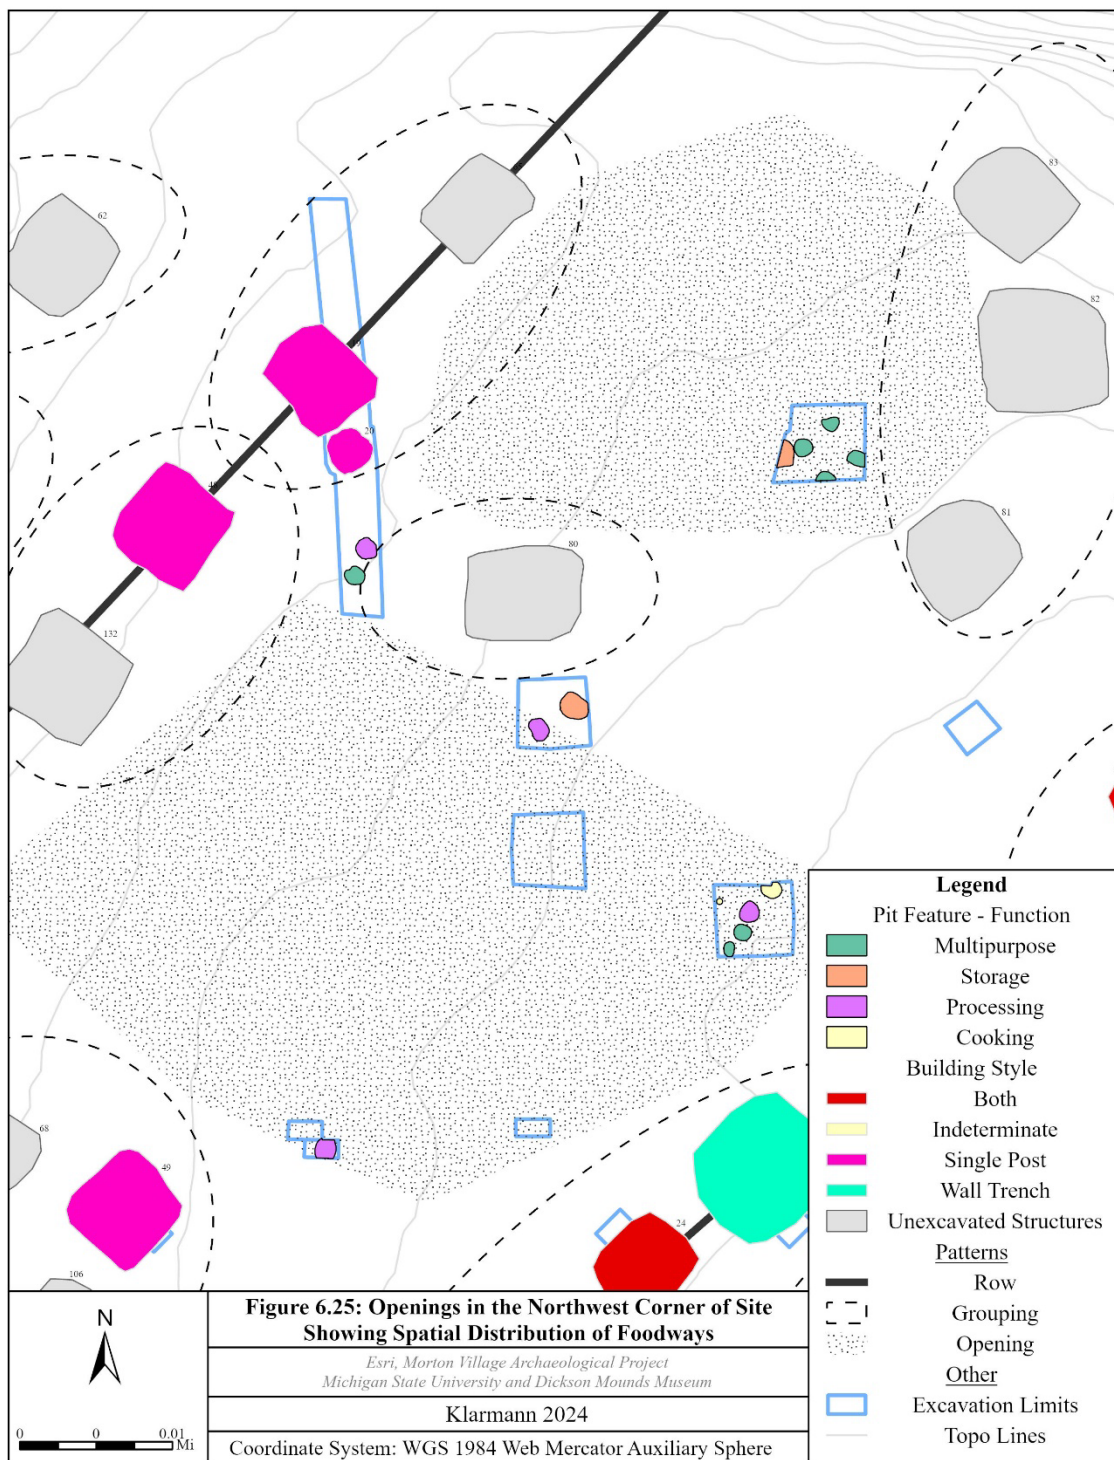 83
62
82
20
48
81
80
132
Legend
Pit Feature - Function
Multipurpose
Storage
Processing
Cooking
Building Style
Both
Indeterminate
Single Post
Wall Trench
Unexcavated Structures
Patterns
Row
Grouping
Opening
Other
Excavation Limits
Topo Lines
68
49
24
106
N
0 0 0.01 Mi
Figure 6.25: Openings in the Northwest Corner of Site
Showing Spatial Distribution of Foodways
Esri, Morton Village Archaeological Project
Michigan State University and Dickson Mounds Museum
Klarmann 2024
Coordinate System: WGS 1984 Web Mercator Auxiliary Sphere